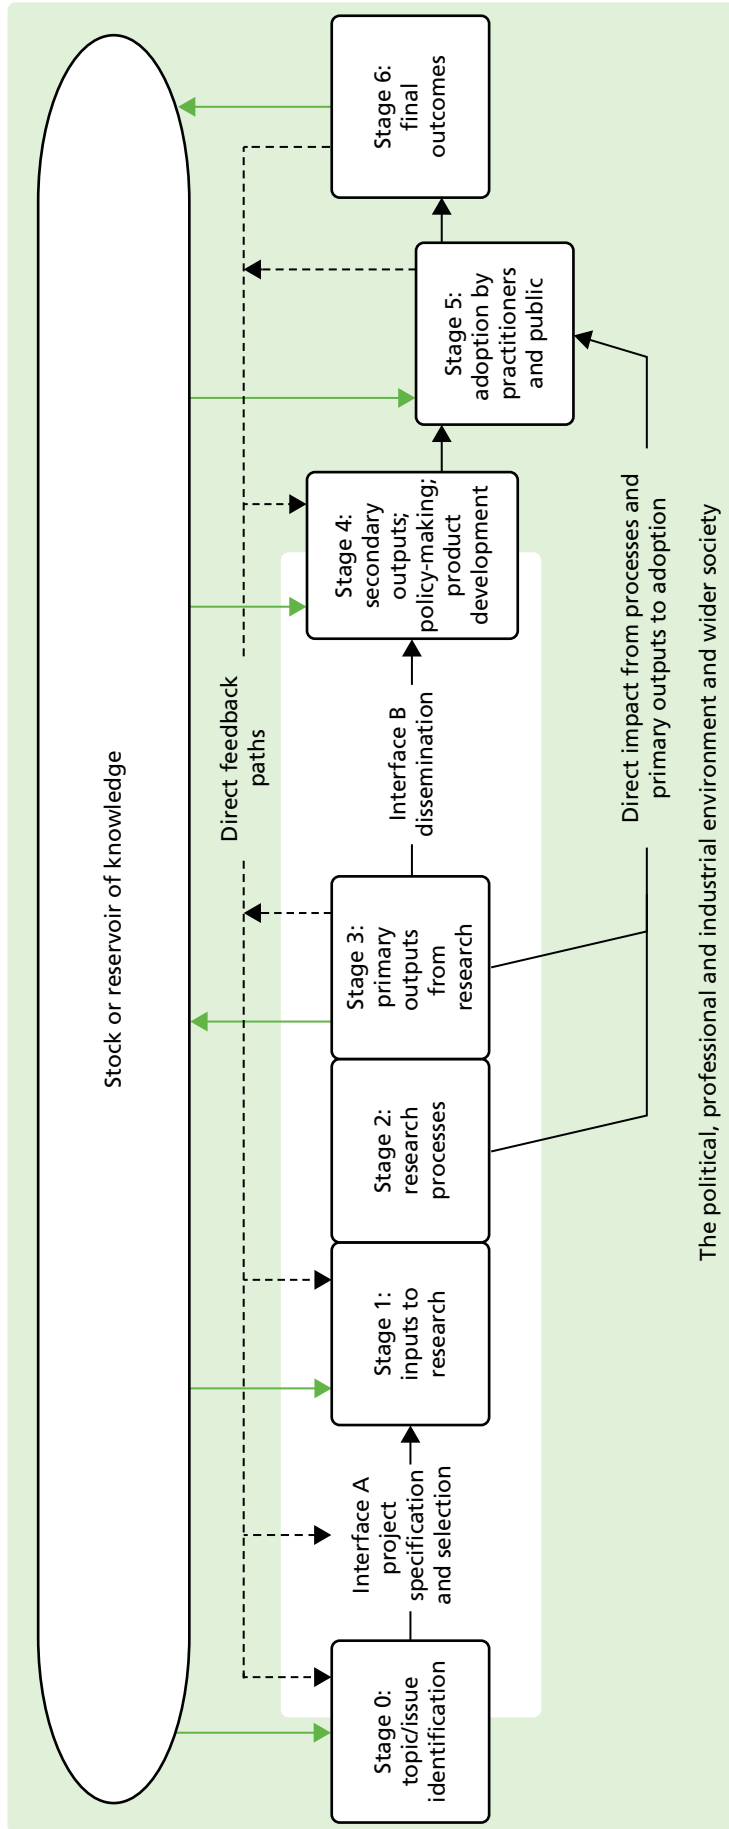 Stock or reservoir of knowledge
Direct feedback
paths
Stage 0:
topic/issue
identification
Interface A
project
specification
and selection
Stage 1:
inputs to
research
Stage 2:
research
processes
Stage 3:
primary
outputs
from
research
Interface B
dissemination
Stage 4:
secondary
outputs;
policy-making;
product
development
Stage 5:
adoption by
practitioners
and public
Stage 6:
final
outcomes
Direct impact from processes and
primary outputs to adoption
The political, professional and industrial environment and wider society